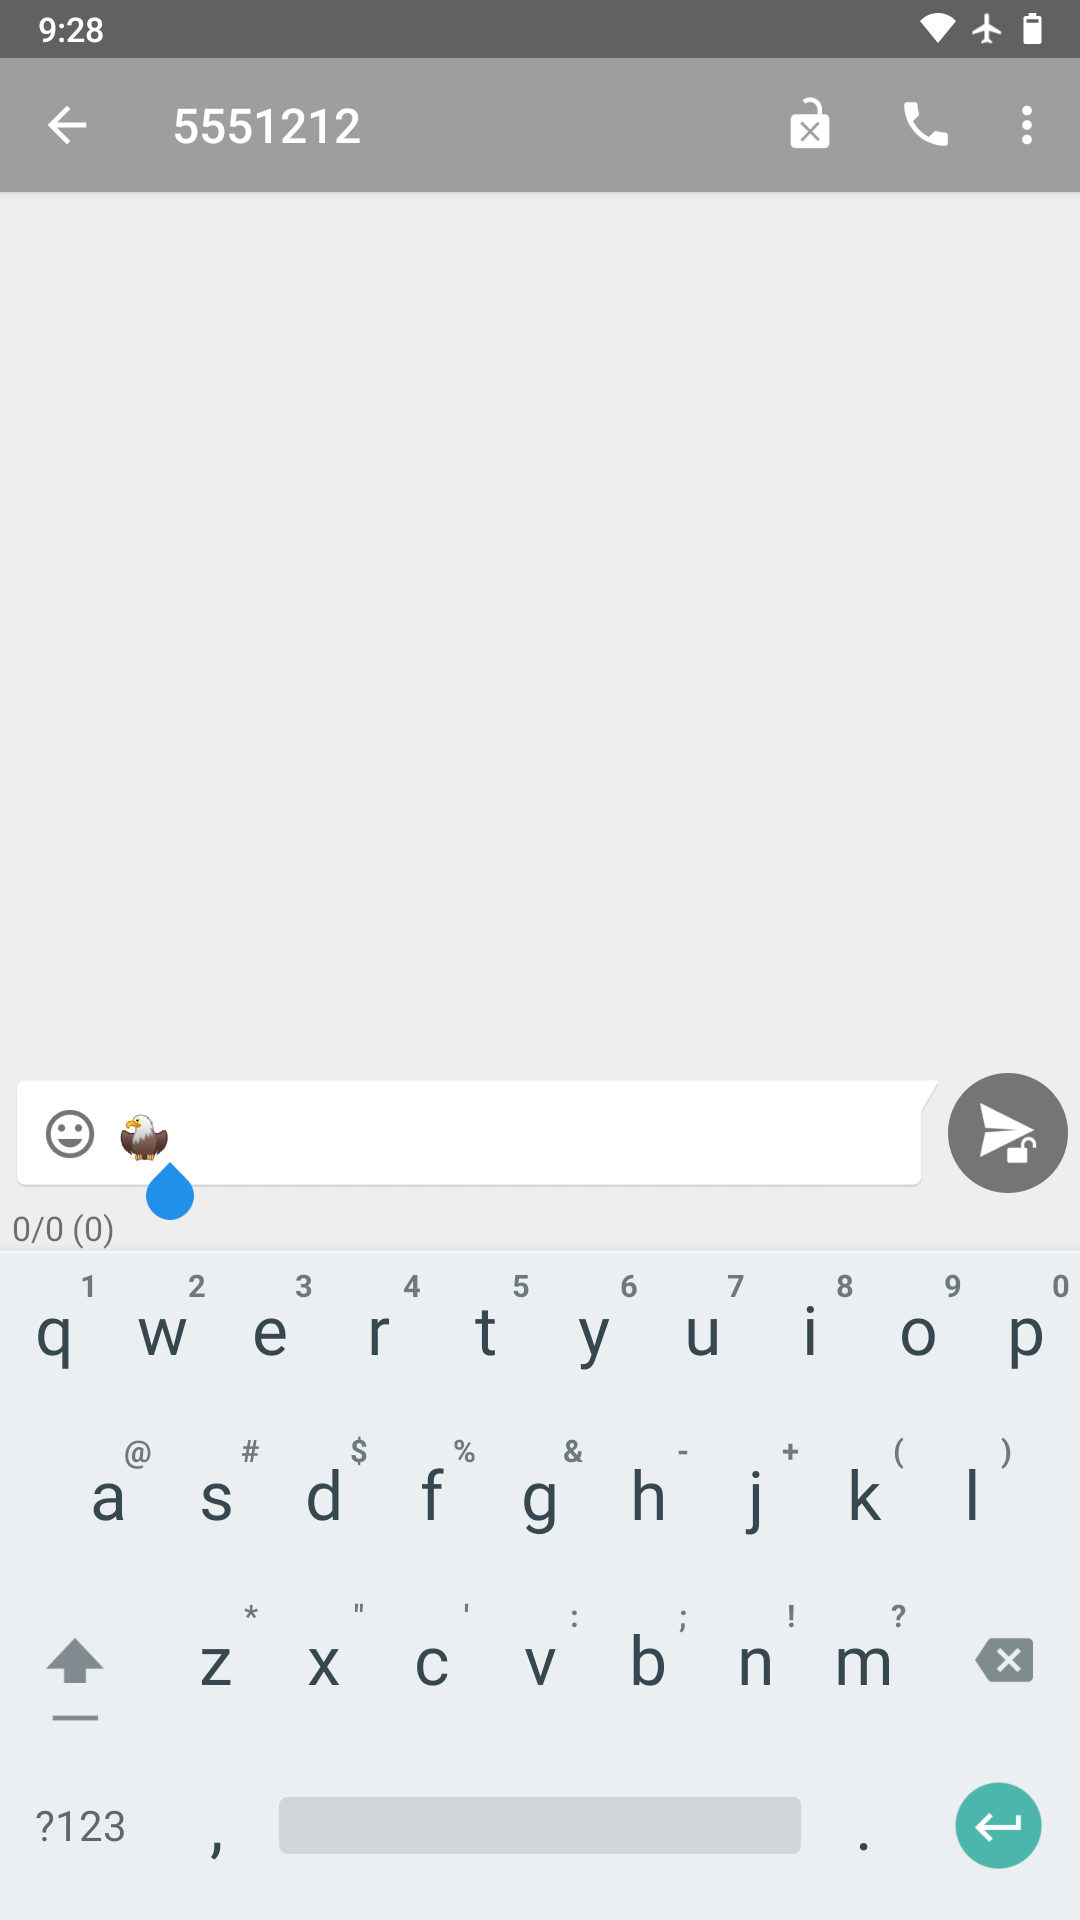 9:28
5551212
🦅
0/0 (0)
1 2 3 4 5 6 7 8 9 0
q w e r t y u i o p
@ # $ % & - + ( )
a s d f g h j k l
* " ' : ; ! ?
z x c v b n m
?123 , .